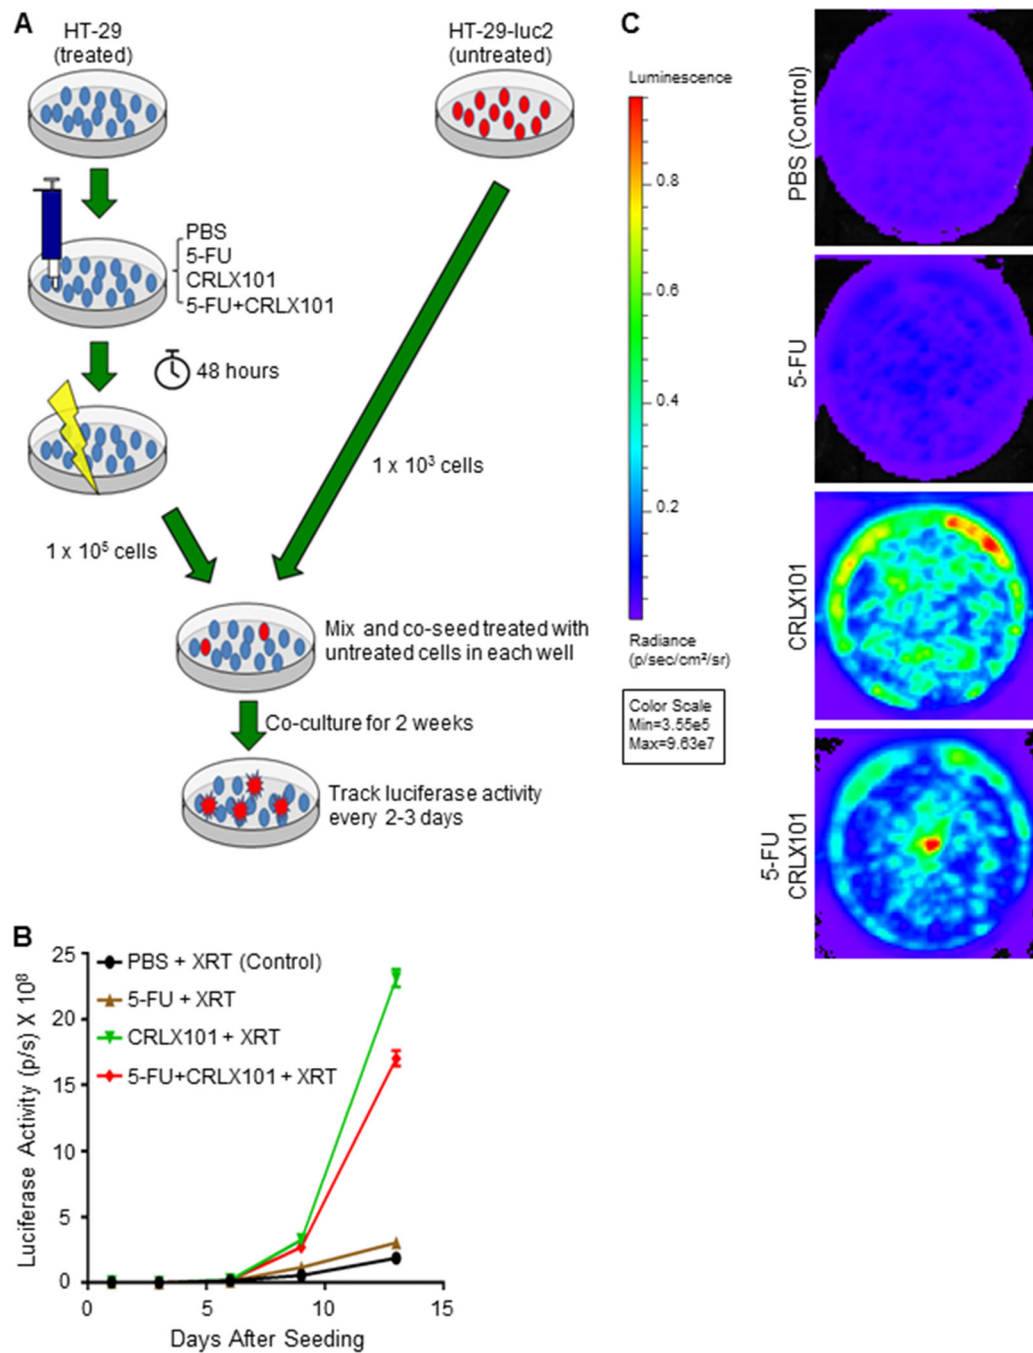 A
HT-29
(treated)
HT-29-luc2
(untreated)
PBS
5-FU
CRLX101
5-FU+CRLX101
48 hours
1 x 10³ cells
1 x 10⁵ cells
Mix and co-seed treated with
untreated cells in each well
Co-culture for 2 weeks
Track luciferase activity
every 2-3 days
B
Luciferase Activity (p/s) X 10⁸
25
20
15
10
5
0
PBS + XRT (Control)
5-FU + XRT
CRLX101 + XRT
5-FU+CRLX101 + XRT
0
5
10
15
Days After Seeding
C
Luminescence
0.8
0.6
0.4
0.2
Radiance
(p/sec/cm²/sr)
Color Scale
Min=3.55e5
Max=9.63e7
PBS (Control)
5-FU
CRLX101
5-FU
CRLX101